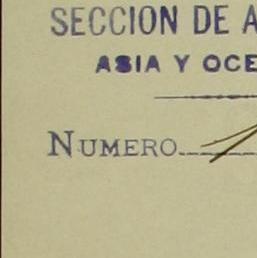 SECCION DE A
ASIA Y OCE
NUMERO